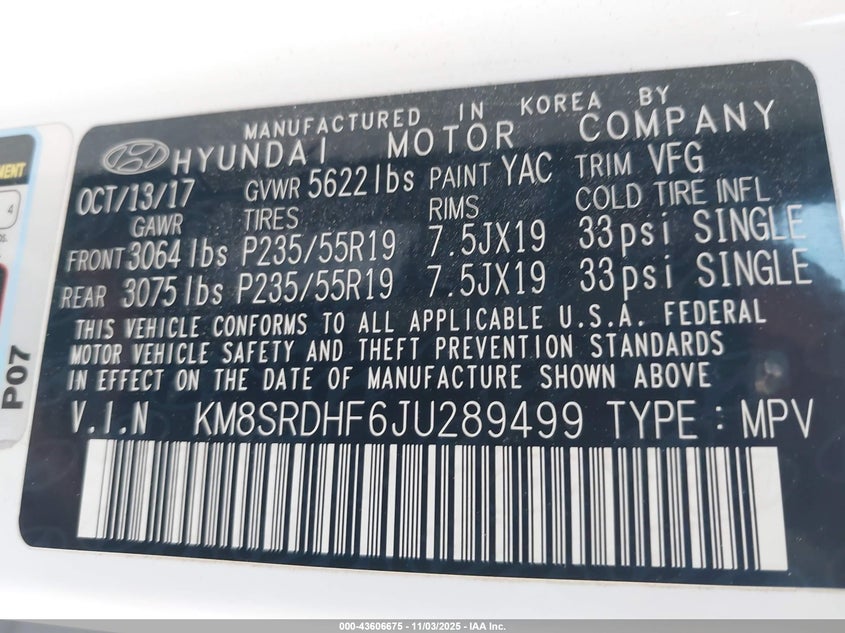 MANUFACTURED IN KOREA BY
HYUNDAI MOTOR COMPANY
OCT/13/17 GVWR 5622lbs PAINT YAC TRIM VFG
GAWR TIRES RIMS COLD TIRE INFL
FRONT 3064lbs P235/55R19 7.5JX19 33psi SINGLE
REAR 3075lbs P235/55R19 7.5JX19 33psi SINGLE
THIS VEHICLE CONFORMS TO ALL APPLICABLE U.S.A. FEDERAL
MOTOR VEHICLE SAFETY AND THEFT PREVENTION STANDARDS
IN EFFECT ON THE DATE OF MANUFACTURE SHOWN ABOVE
V.I.N KM8SRDHF6JU289499 TYPE : MPV
4
P07
000-43606675 - 11/03/2025 - IAA Inc.